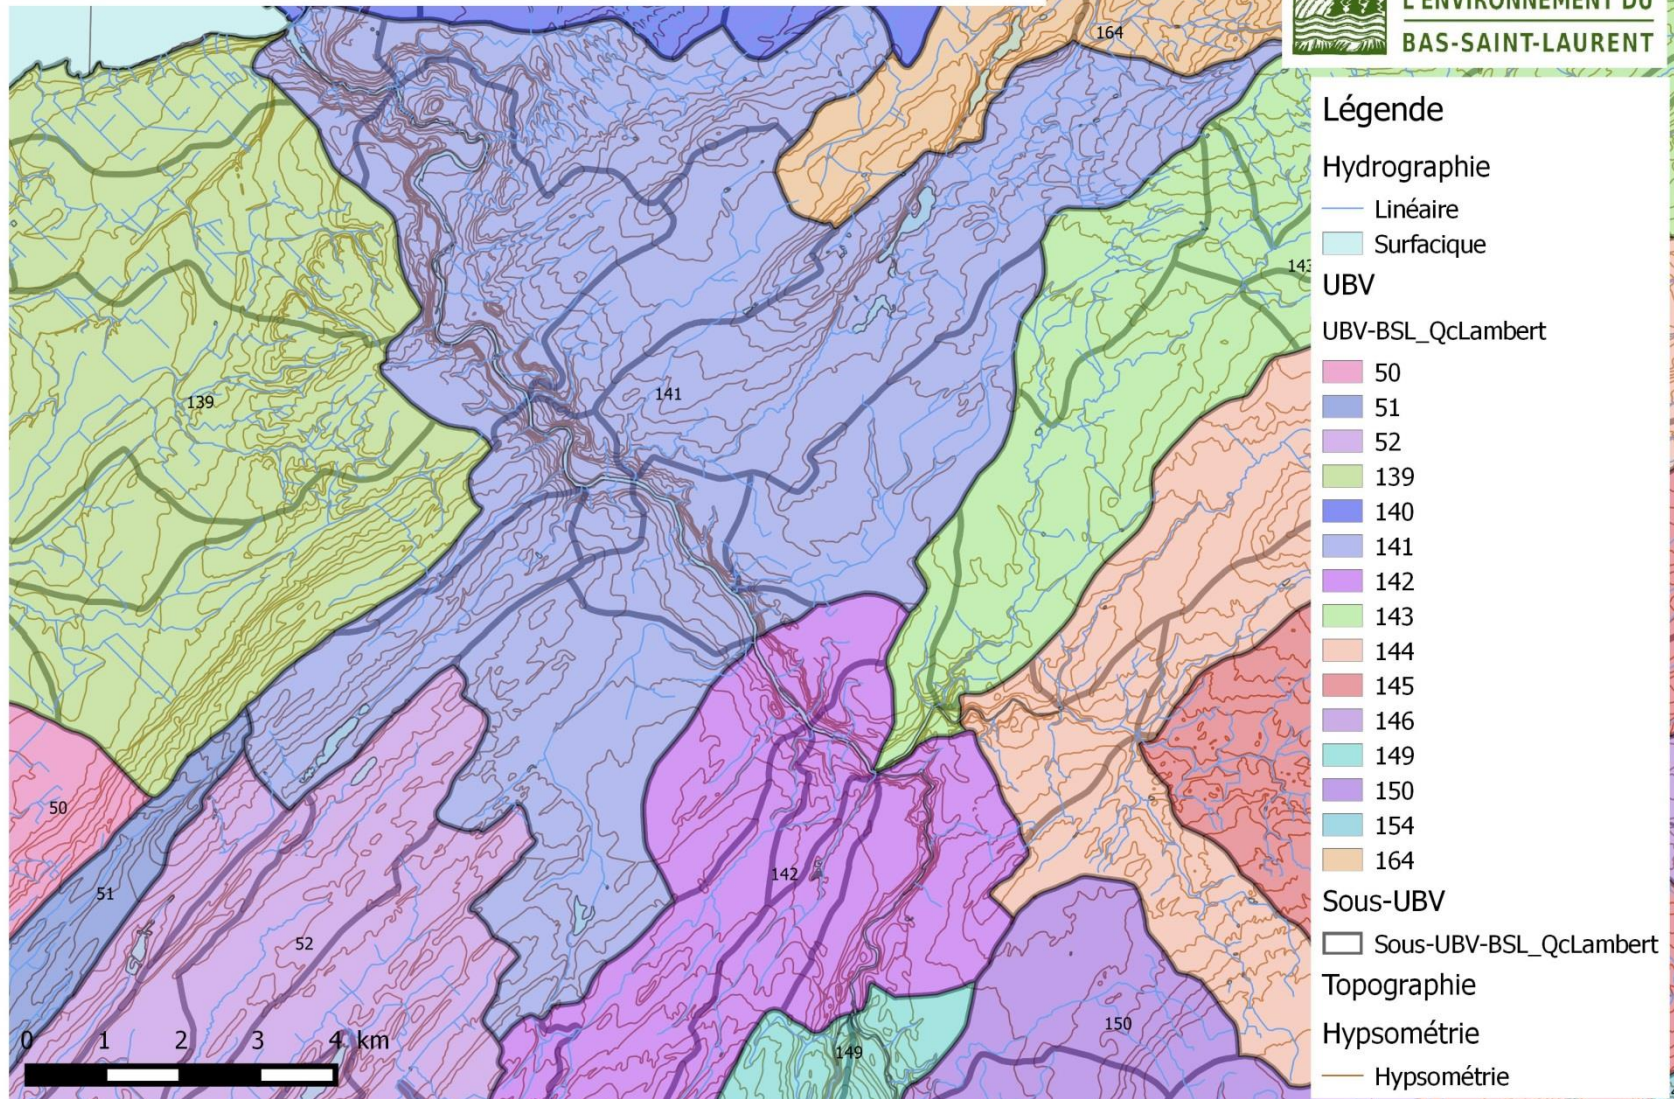 L'ENVIRONNEMENT DU
BAS-SAINT-LAURENT
Légende
Hydrographie
Linéaire
Surfacique
UBV
UBV-BSL_QcLambert
50
51
52
139
140
141
142
143
144
145
146
149
150
154
164
Sous-UBV
Sous-UBV-BSL_QcLambert
Topographie
Hypsométrie
Hypsométrie
164
143
139
141
50
51
52
142
150
149
0 1 2 3 4 km